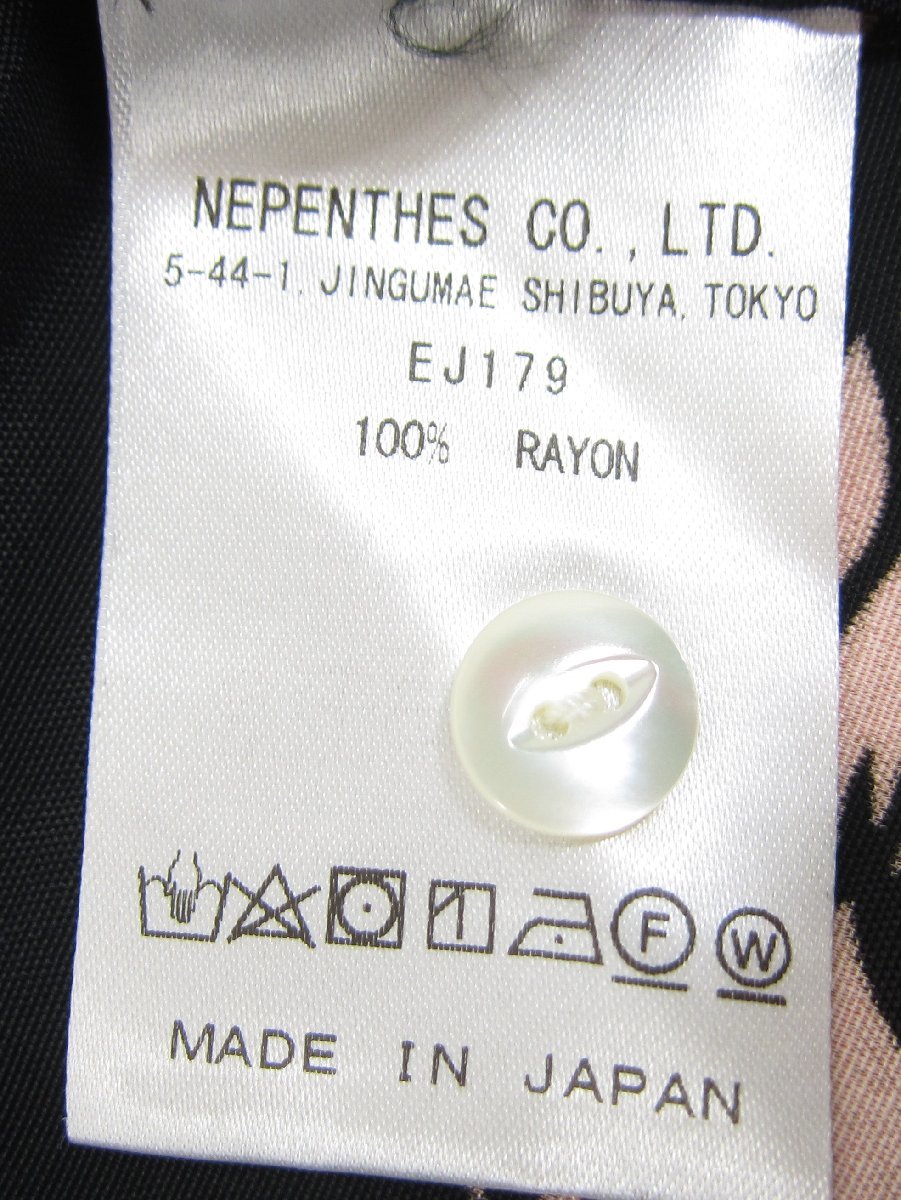 NEPENTHES CO.,LTD.
5-44-1, JINGUMAE SHIBUYA, TOKYO
EJ179
100% RAYON
F W
MADE IN JAPAN